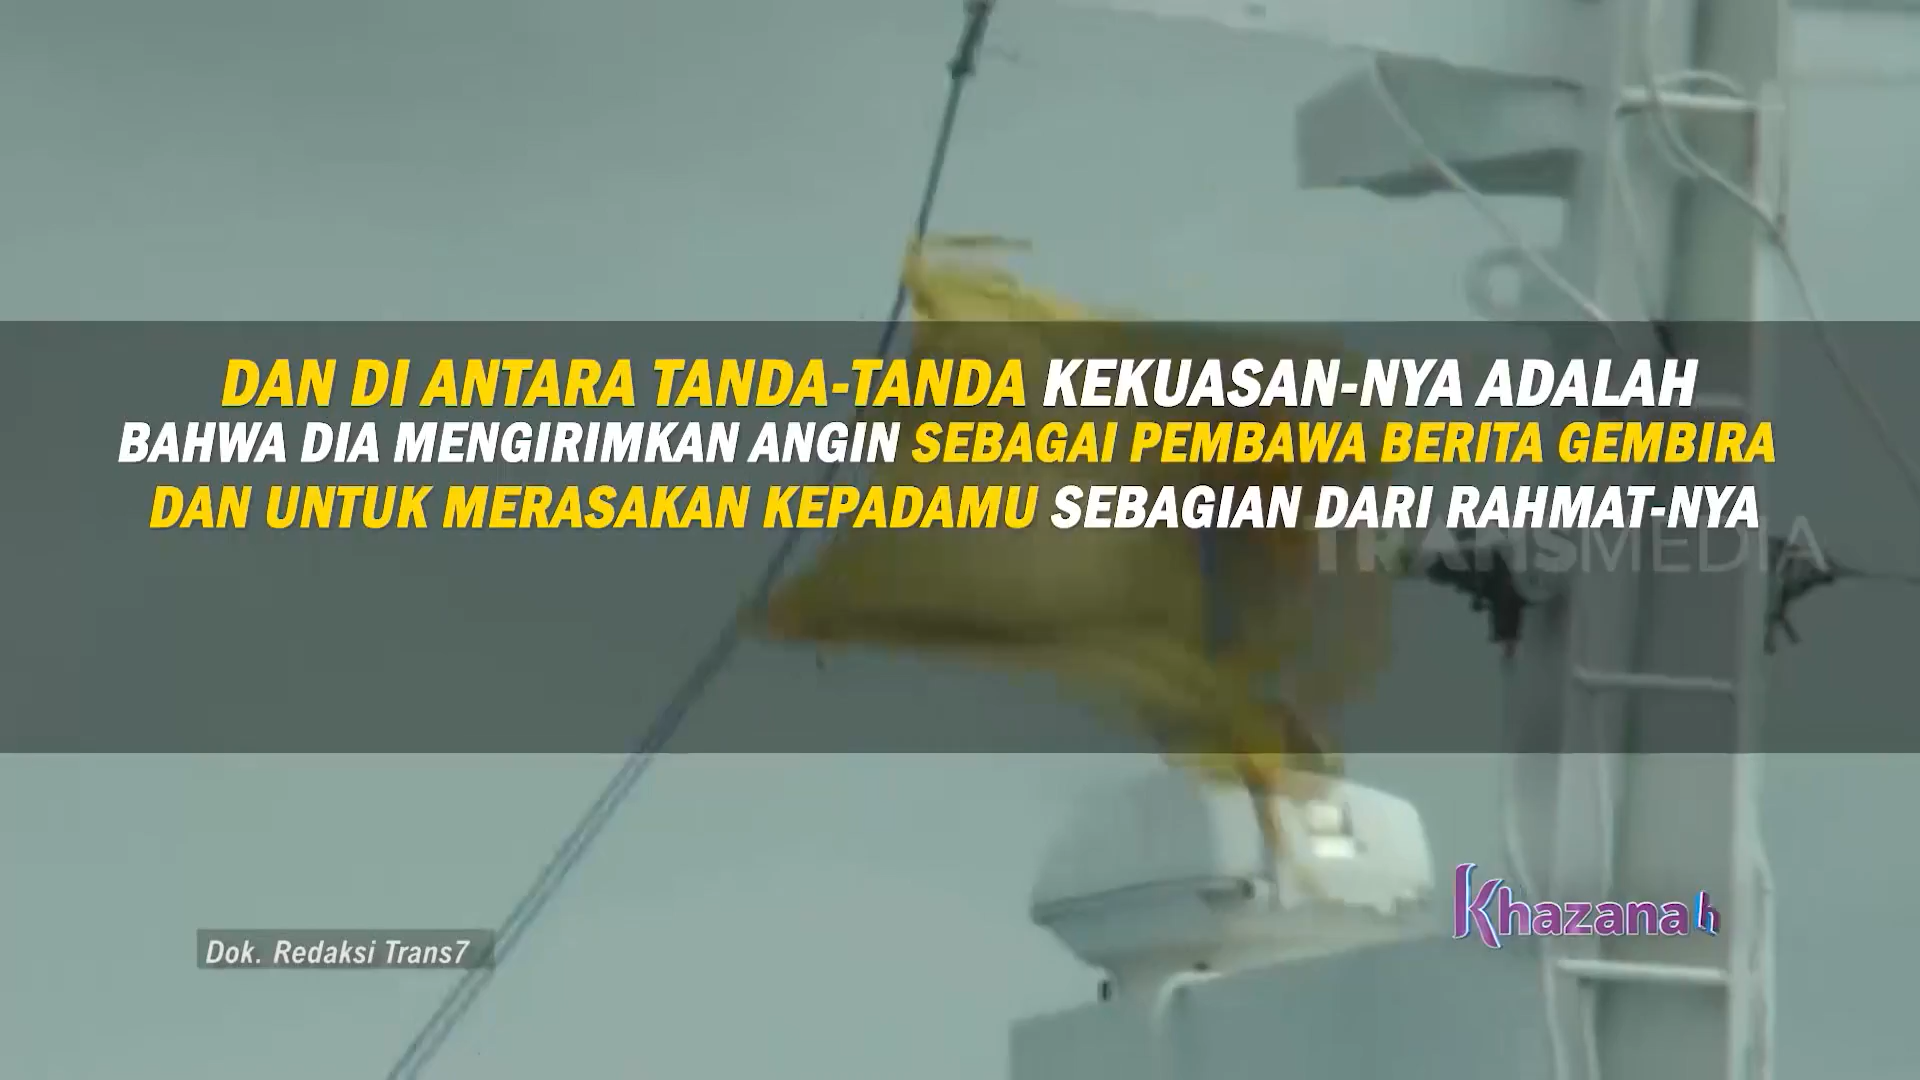 DAN DI ANTARA TANDA-TANDA KEKUASAN-NYA ADALAH
BAHWA DIA MENGIRIMKAN ANGIN SEBAGAI PEMBAWA BERITA GEMBIRA
DAN UNTUK MERASAKAN KEPADAMU SEBAGIAN DARI RAHMAT-NYA
TRANSMEDIA
Khazanah
Dok. Redaksi Trans7